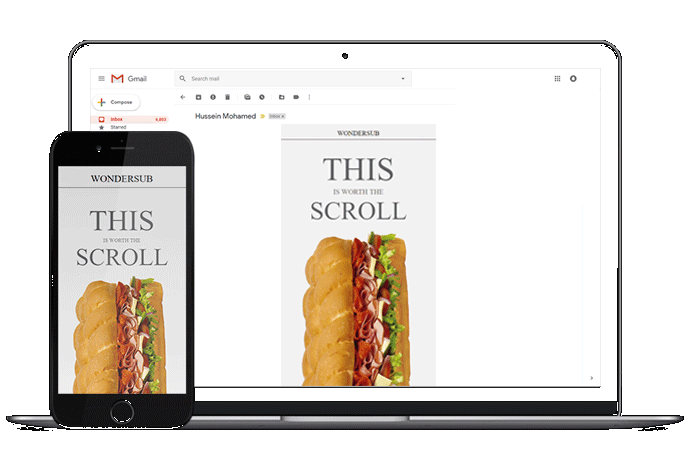 Gmail
Search mail
Compose
Inbox 4,693
Starred
Hussein Mohamed Inbox x
WONDERSUB
THIS
IS WORTH THE
SCROLL
WONDERSUB
THIS
IS WORTH THE
SCROLL